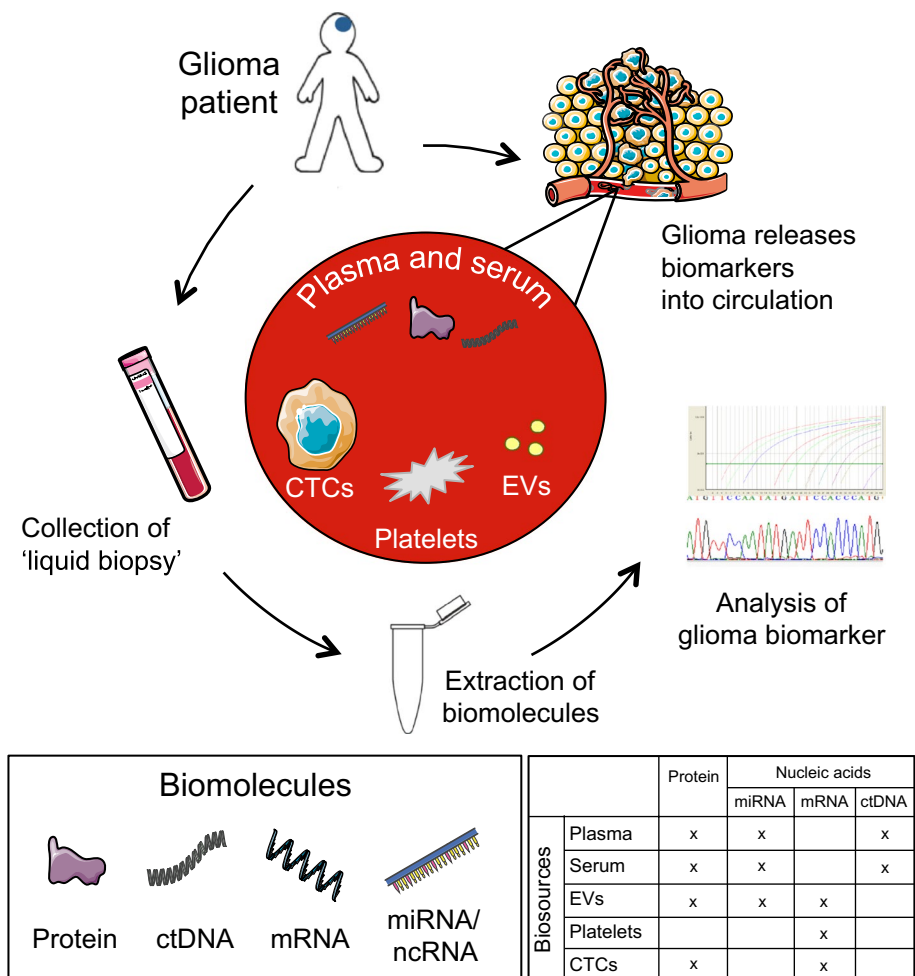 Glioma
patient
Glioma releases
biomarkers
into circulation
Plasma and serum
CTCs
EVs
Platelets
Collection of
‘liquid biopsy’
Extraction of
biomolecules
ATGTTCCAATATGATTCCACCCATG
Analysis of
glioma biomarker
Biomolecules
Protein
ctDNA
mRNA
miRNA/
ncRNA
Protein Nucleic acids
miRNA mRNA ctDNA
Biosources
Plasma x x x
Serum x x x
EVs x x x
Platelets x
CTCs x x